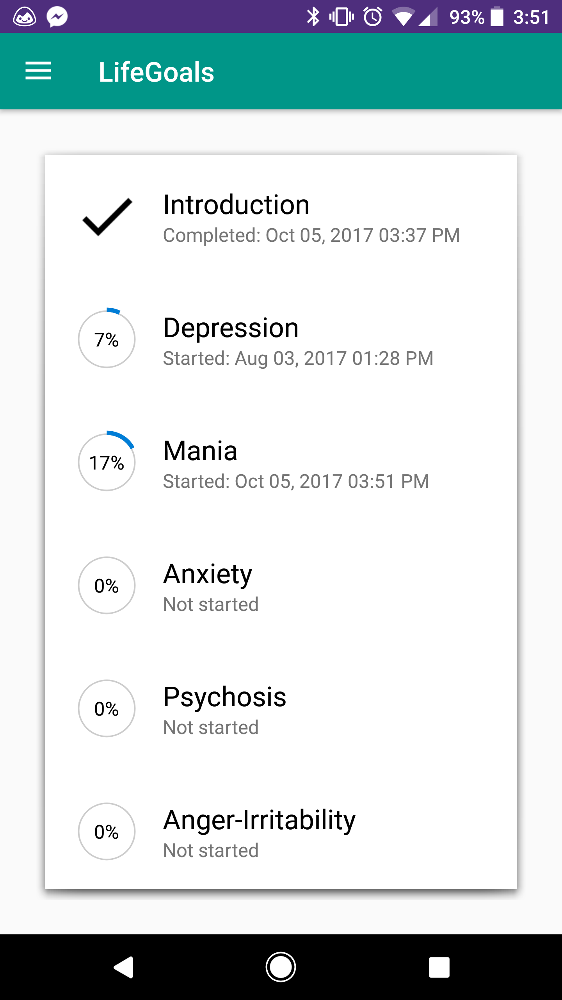 93% 3:51
LifeGoals
Introduction
Completed: Oct 05, 2017 03:37 PM
7%
Depression
Started: Aug 03, 2017 01:28 PM
17%
Mania
Started: Oct 05, 2017 03:51 PM
0%
Anxiety
Not started
0%
Psychosis
Not started
0%
Anger-Irritability
Not started